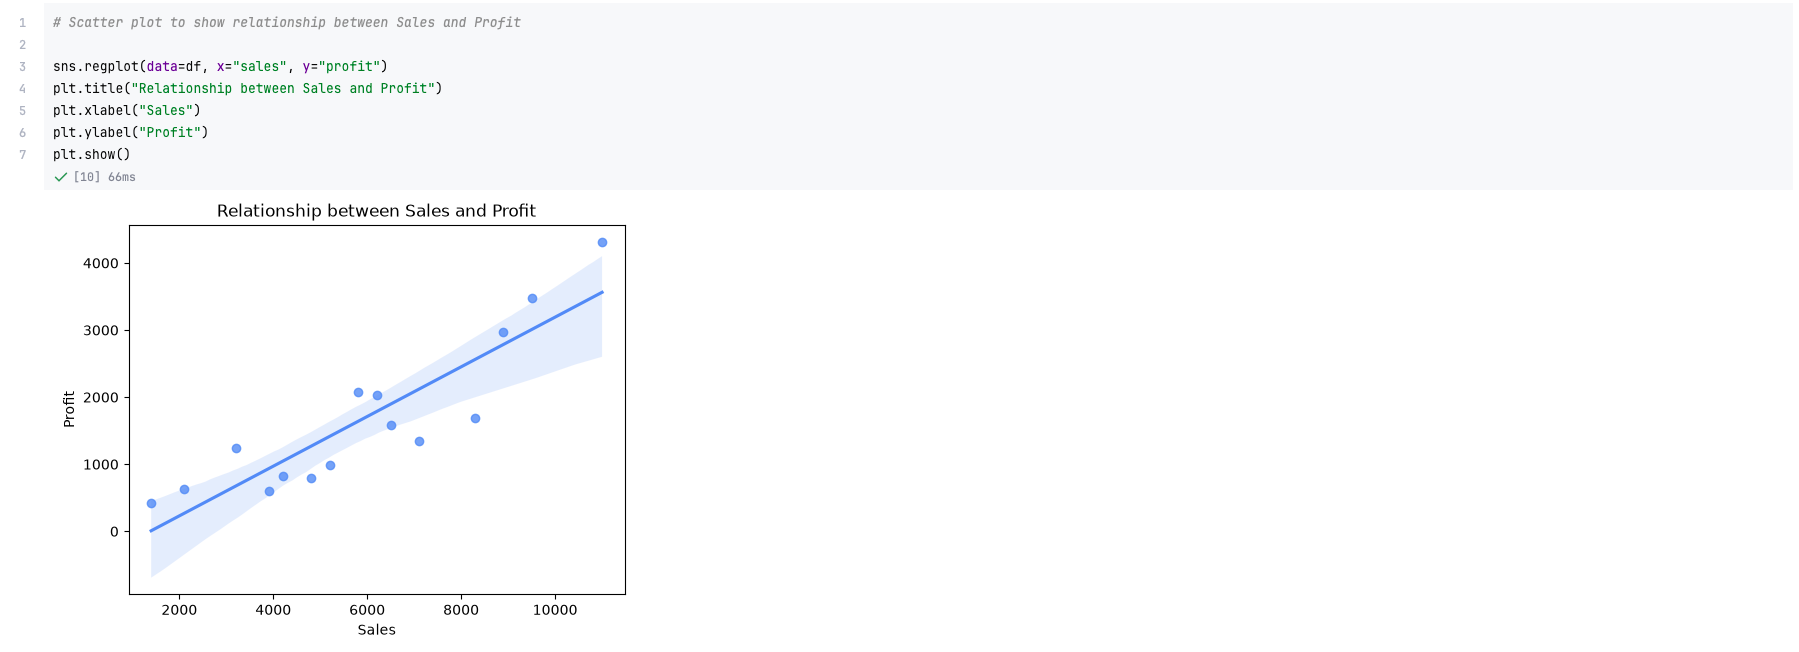 1 # Scatter plot to show relationship between Sales and Profit
2
3 sns.regplot(data=df, x="sales", y="profit")
4 plt.title("Relationship between Sales and Profit")
5 plt.xlabel("Sales")
6 plt.ylabel("Profit")
7 plt.show()
[10] 66ms
Relationship between Sales and Profit
4000
3000
2000
1000
0
Profit
2000 4000 6000 8000 10000
Sales